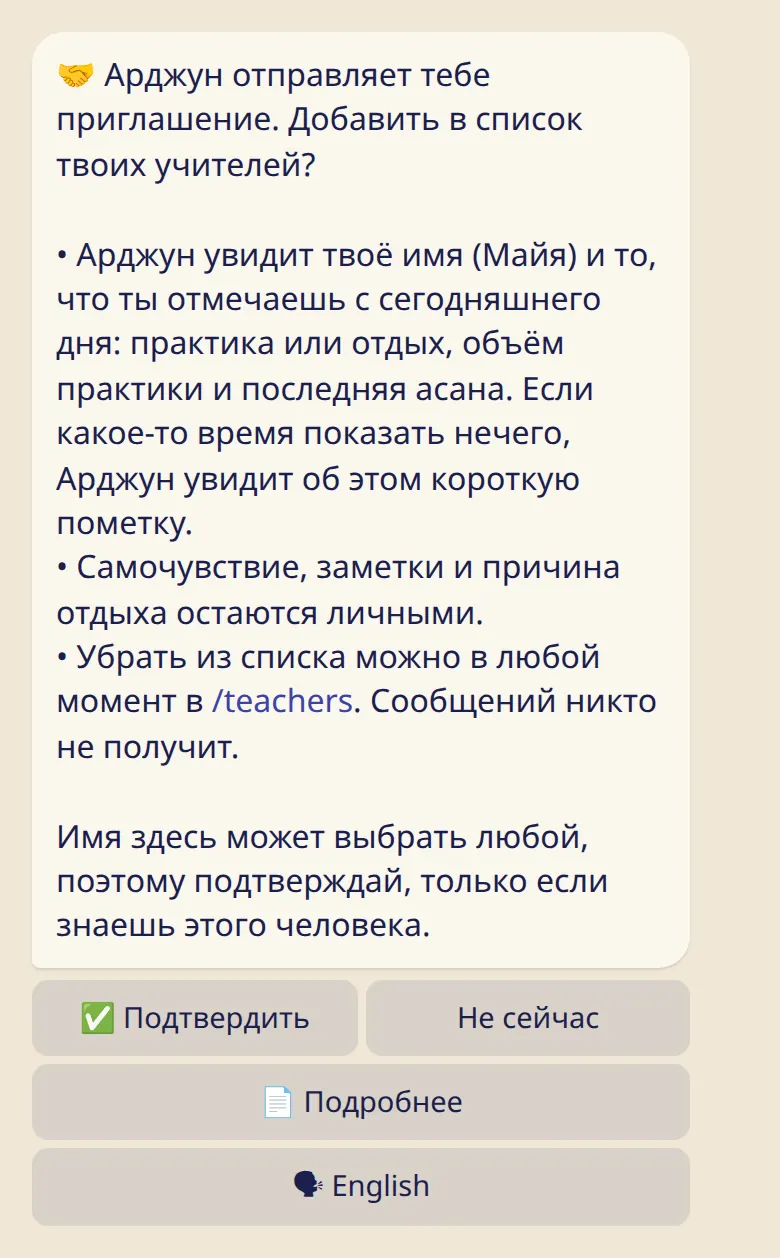 🤝 Арджун отправляет тебе
приглашение. Добавить в список
твоих учителей?
• Арджун увидит твоё имя (Майя) и то,
что ты отмечаешь с сегодняшнего
дня: практика или отдых, объём
практики и последняя асана. Если
какое-то время показать нечего,
Арджун увидит об этом короткую
пометку.
• Самочувствие, заметки и причина
отдыха остаются личными.
• Убрать из списка можно в любой
момент в /teachers. Сообщений никто
не получит.
Имя здесь может выбрать любой,
поэтому подтверждай, только если
знаешь этого человека.
✅ Подтвердить
Не сейчас
📄 Подробнее
🗣 English